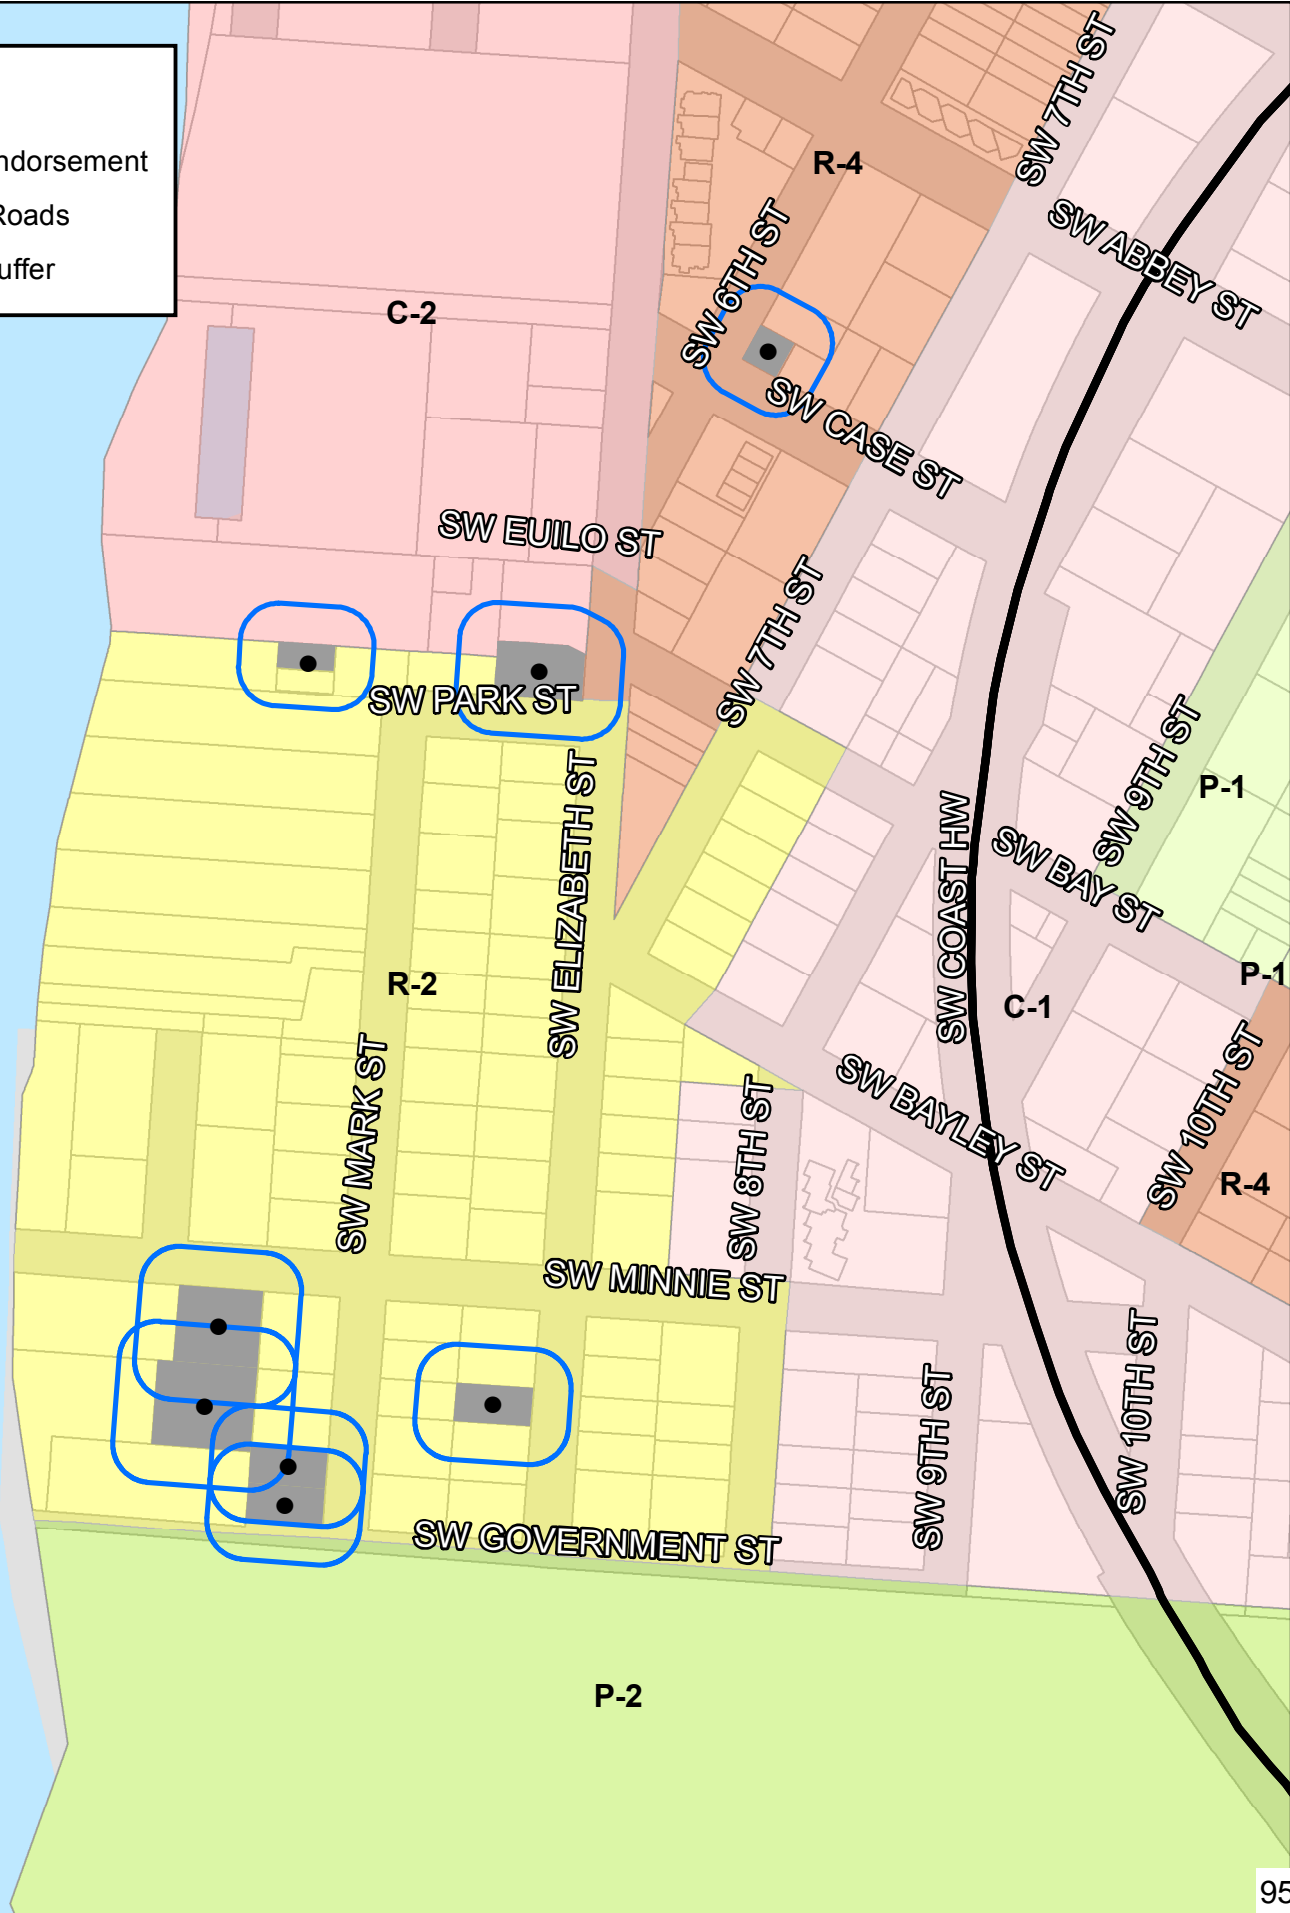 ndorsement
Roads
uffer
SW 7TH ST
R-4
SW ABBEY ST
SW 6TH ST
C-2
SW CASE ST
SW EUILO ST
SW 7TH ST
SW PARK ST
SW 9TH ST
P-1
SW ELIZABETH ST
SW COAST HW
SW BAY ST
P-1
R-2
C-1
SW MARK ST
SW 8TH ST
SW BAYLEY ST
SW 10TH ST
R-4
SW MINNIE ST
SW 9TH ST
SW 10TH ST
SW GOVERNMENT ST
P-2
95